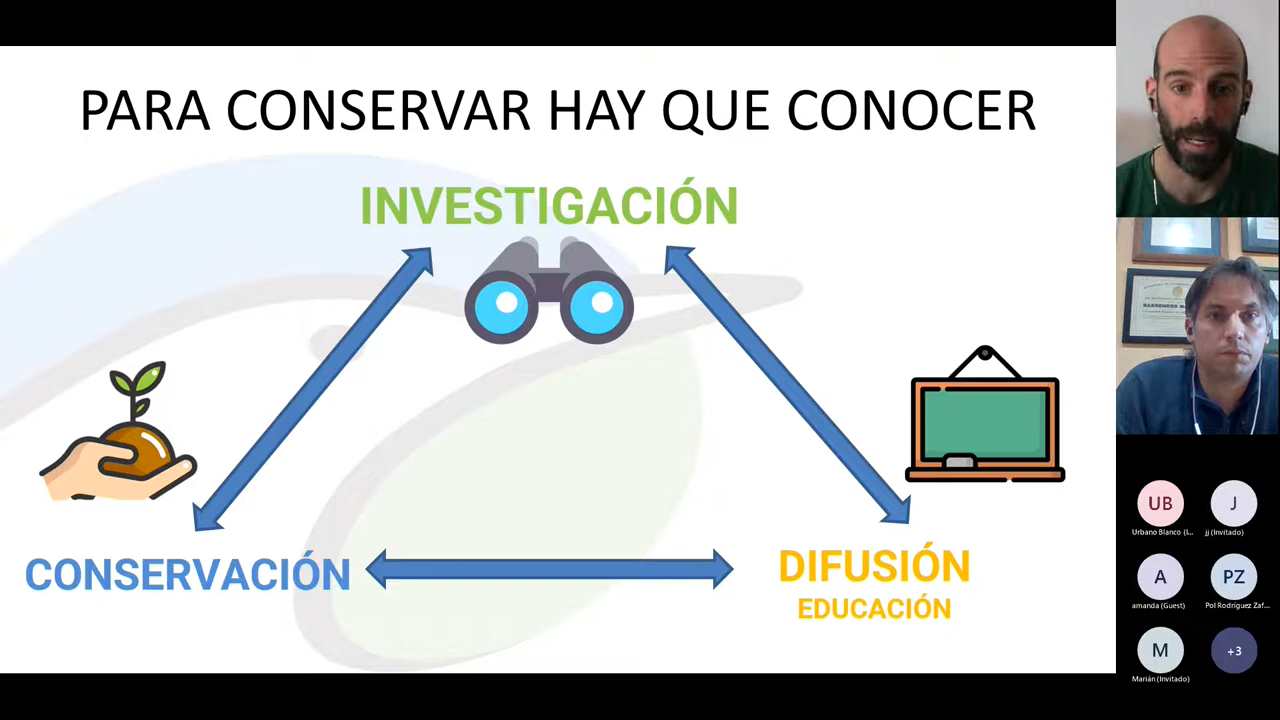 PARA CONSERVAR HAY QUE CONOCER
INVESTIGACIÓN
CONSERVACIÓN
DIFUSIÓN
EDUCACIÓN
UB
Urbano Blanco (I...
J
jj (Invitado)
A
amanda (Guest)
PZ
Pol Rodríguez Zaf...
M
Marián (Invitado)
+3